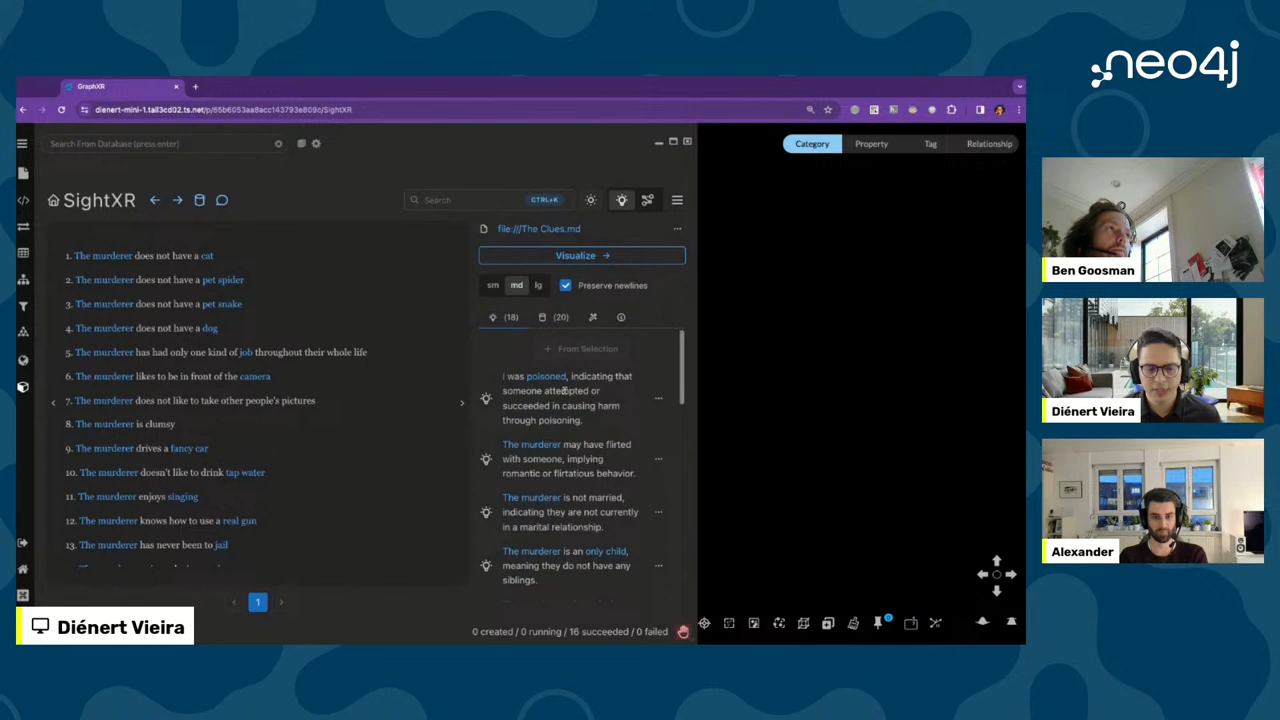 neo4j
GraphXR
dienert-mini-1.tail3cd02.ts.net/p/65b6053aa8acc143793e809c/SightXR
Search From Database (press enter)
Category
Property
Tag
Relationship
SightXR
Search
CTRL+K
1. The murderer does not have a cat
2. The murderer does not have a pet spider
3. The murderer does not have a pet snake
4. The murderer does not have a dog
5. The murderer has had only one kind of job throughout their whole life
6. The murderer likes to be in front of the camera
7. The murderer does not like to take other people's pictures
8. The murderer is clumsy
9. The murderer drives a fancy car
10. The murderer doesn't like to drink tap water
11. The murderer enjoys singing
12. The murderer knows how to use a real gun
13. The murderer has never been to jail
1
file:///The Clues.md
Visualize →
sm
md
lg
Preserve newlines
(18)
(20)
+ From Selection
I was poisoned, indicating that
someone attempted or
succeeded in causing harm
through poisoning.
The murderer may have flirted
with someone, implying
romantic or flirtatious behavior.
The murderer is not married,
indicating they are not currently
in a marital relationship.
The murderer is an only child,
meaning they do not have any
siblings.
0 created / 0 running / 16 succeeded / 0 failed
0
Ben Goosman
Diénert Vieira
Alexander
Diénert Vieira